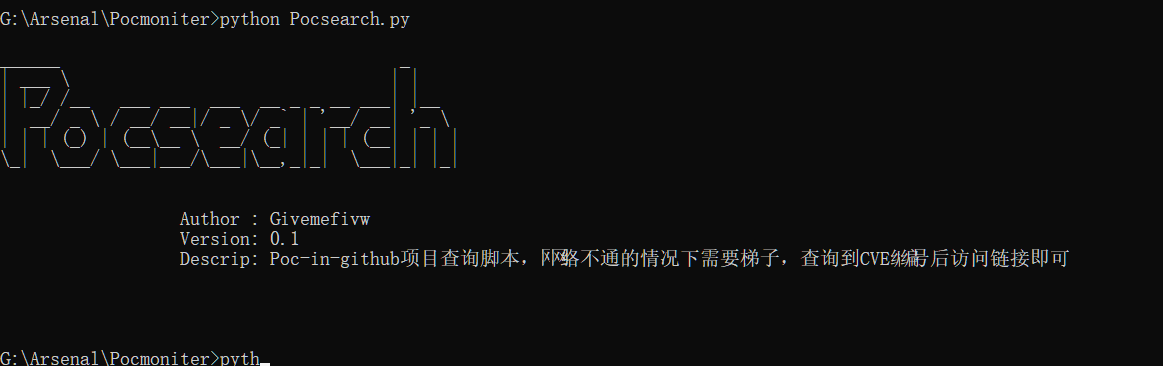 G:\Arsenal\Pocmoniter>python Pocsearch.py
Pocsearch
Author : Givemefivw
Version: 0.1
Descrip: Poc-in-github项目查询脚本，网络不通的情况下需要梯子，查询到CVE编号后访问链接即可
G:\Arsenal\Pocmoniter>pyth